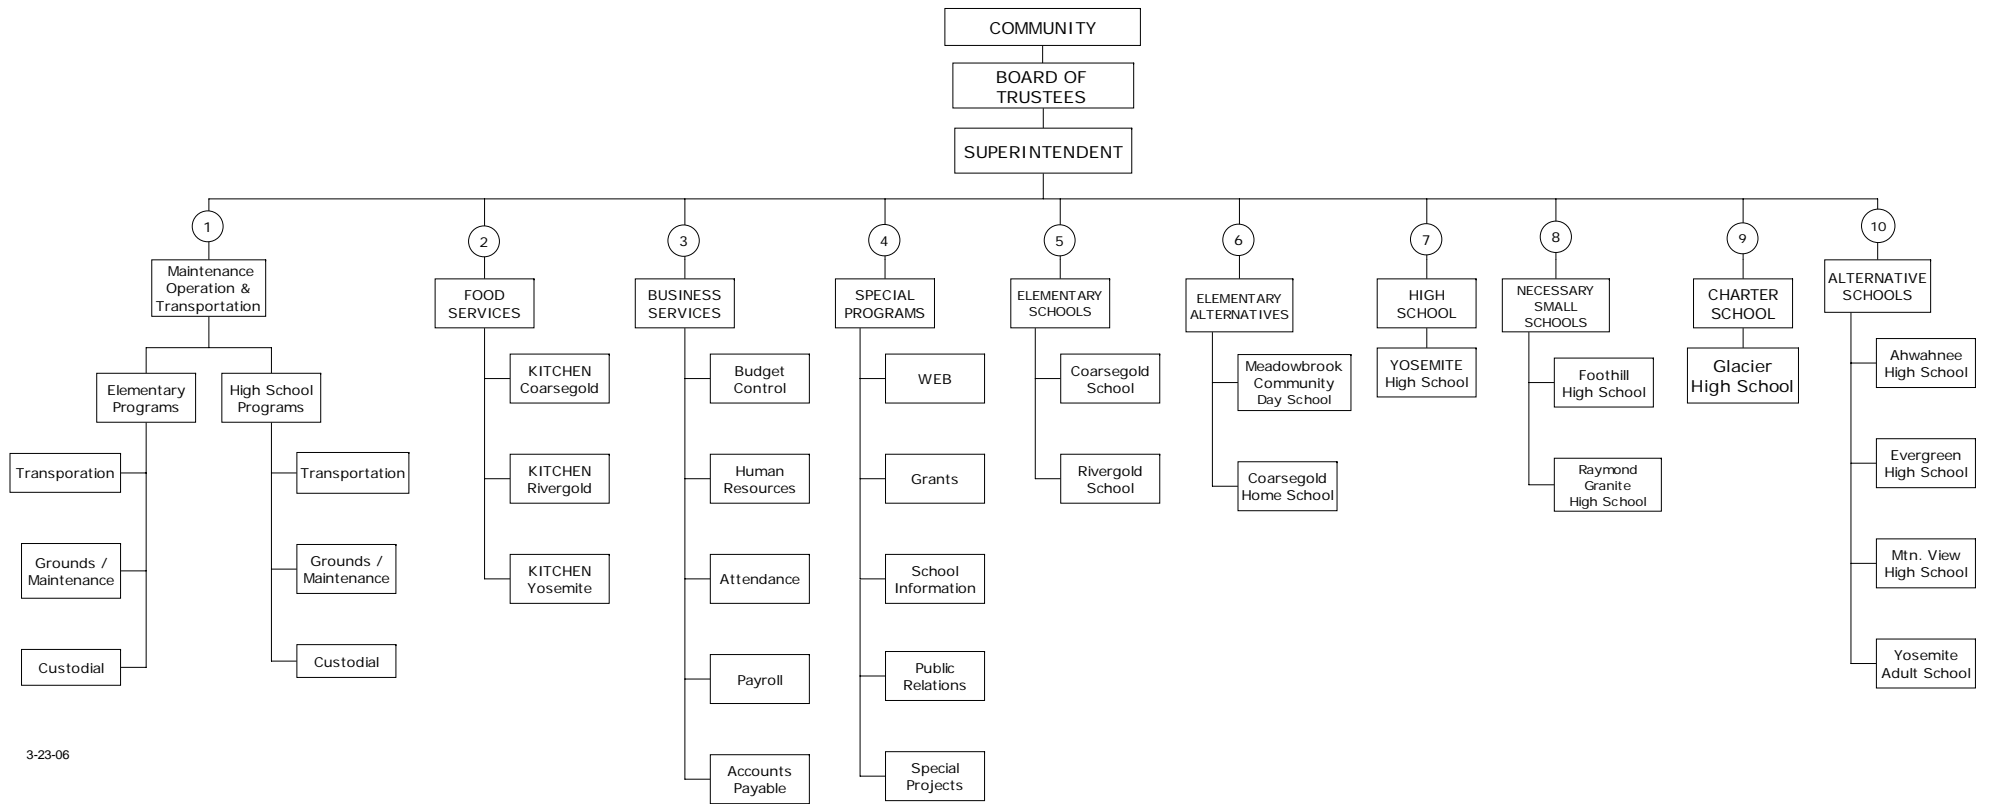 COMMUNITY
BOARD OF
TRUSTEES
SUPERINTENDENT
1
Maintenance
Operation &
Transportation
Elementary
Programs
Transporation
Grounds /
Maintenance
Custodial
High School
Programs
Transportation
Grounds /
Maintenance
Custodial
2
FOOD
SERVICES
KITCHEN
Coarsegold
KITCHEN
Rivergold
KITCHEN
Yosemite
3
BUSINESS
SERVICES
Budget
Control
Human
Resources
Attendance
Payroll
Accounts
Payable
4
SPECIAL
PROGRAMS
WEB
Grants
School
Information
Public
Relations
Special
Projects
5
ELEMENTARY
SCHOOLS
Coarsegold
School
Rivergold
School
6
ELEMENTARY
ALTERNATIVES
Meadowbrook
Community
Day School
Coarsegold
Home School
7
HIGH
SCHOOL
YOSEMITE
High School
8
NECESSARY
SMALL
SCHOOLS
Foothill
High School
Raymond
Granite
High School
9
CHARTER
SCHOOL
Glacier
High School
10
ALTERNATIVE
SCHOOLS
Ahwahnee
High School
Evergreen
High School
Mtn. View
High School
Yosemite
Adult School
3-23-06